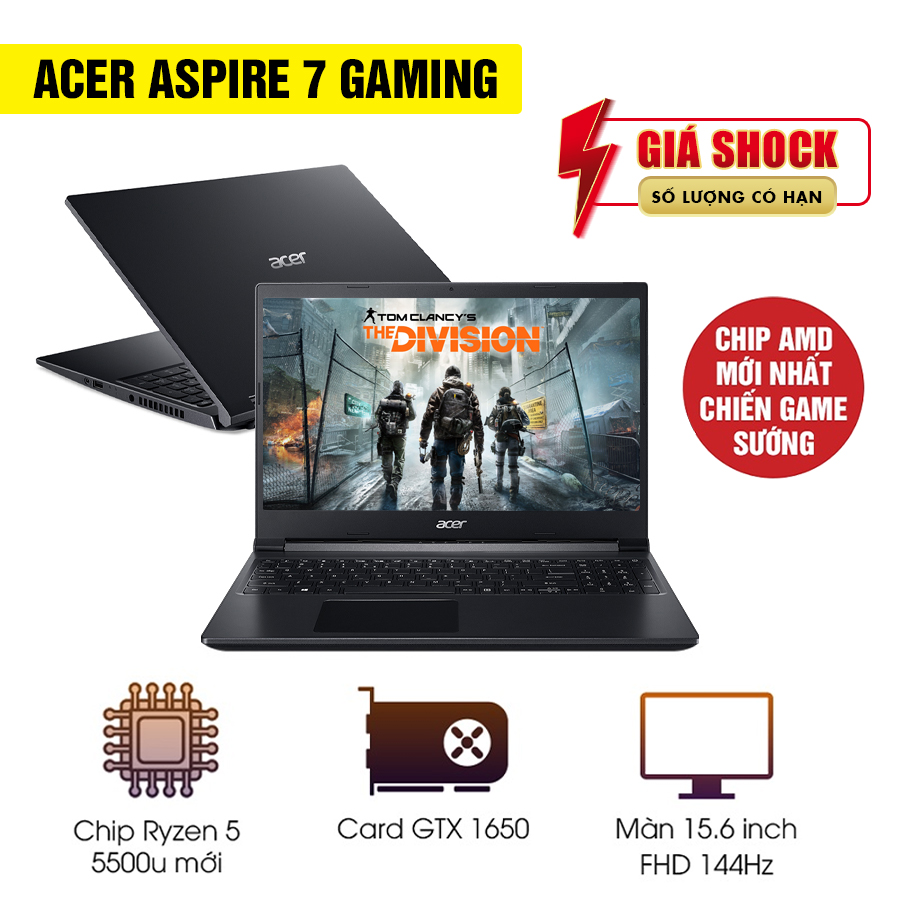 ACER ASPIRE 7 GAMING
GIÁ SHOCK
SỐ LƯỢNG CÓ HẠN
acer
TOM CLANCY'S
THE DIVISION
CHIP AMD
MỚI NHẤT
CHIẾN GAME
SƯỚNG
acer
Chip Ryzen 5
5500u mới
Card GTX 1650
Màn 15.6 inch
FHD 144Hz